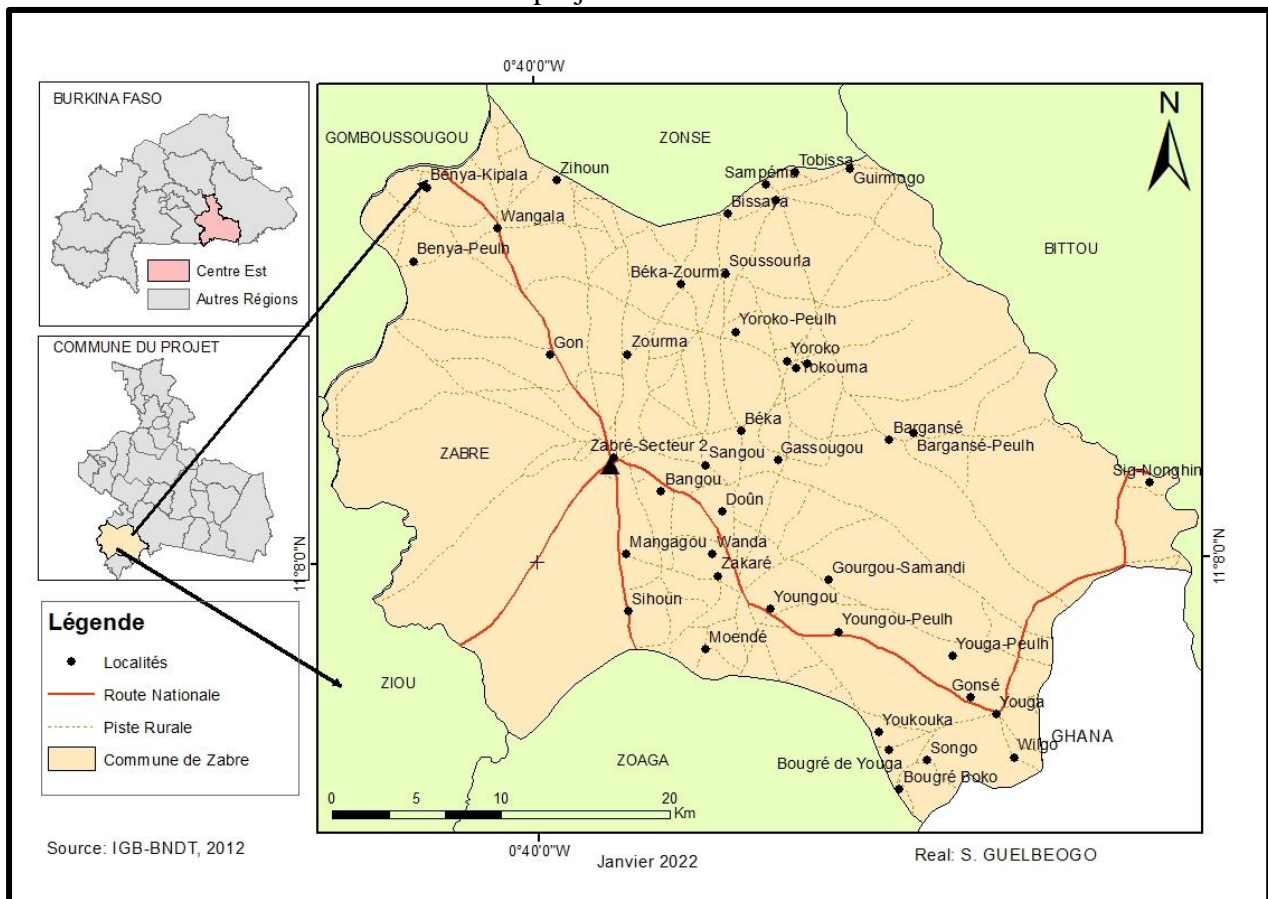 0°40'0"W
N
BURKINA FASO
Centre Est
Autres Régions
COMMUNE DU PROJET
Légende
Localités
Route Nationale
Piste Rurale
Commune de Zabre
GOMBOUSSOUGOU
ZONSE
BITTOU
ZABRE
ZIOU
ZOAGA
GHANA
Bénya-Kipala
Zihoun
Wangala
Benya-Peulh
Sampéma
Tobissa
Guirmogo
Bissaya
Béka-Zourma
Soussourla
Yoroko-Peulh
Gon
Zourma
Yoroko
Yokouma
Béka
Bargansé
Bargansé-Peulh
Zabré-Secteur 2
Sangou
Gassougou
Sig-Nonghin
Bangou
Doûn
Mangagou
Wanda
Zakaré
Gourgou-Samandi
Sihoun
Youngou
Youngou-Peulh
Moendé
Youga-Peulh
Gonsé
Youga
Youkouka
Wilgo
Bougré de Youga
Songo
Bougré Boko
11°8'0"N
11°8'0"N
0 5 10 20
Km
0°40'0"W
Source: IGB-BNDT, 2012
Janvier 2022
Real: S. GUELBEOGO